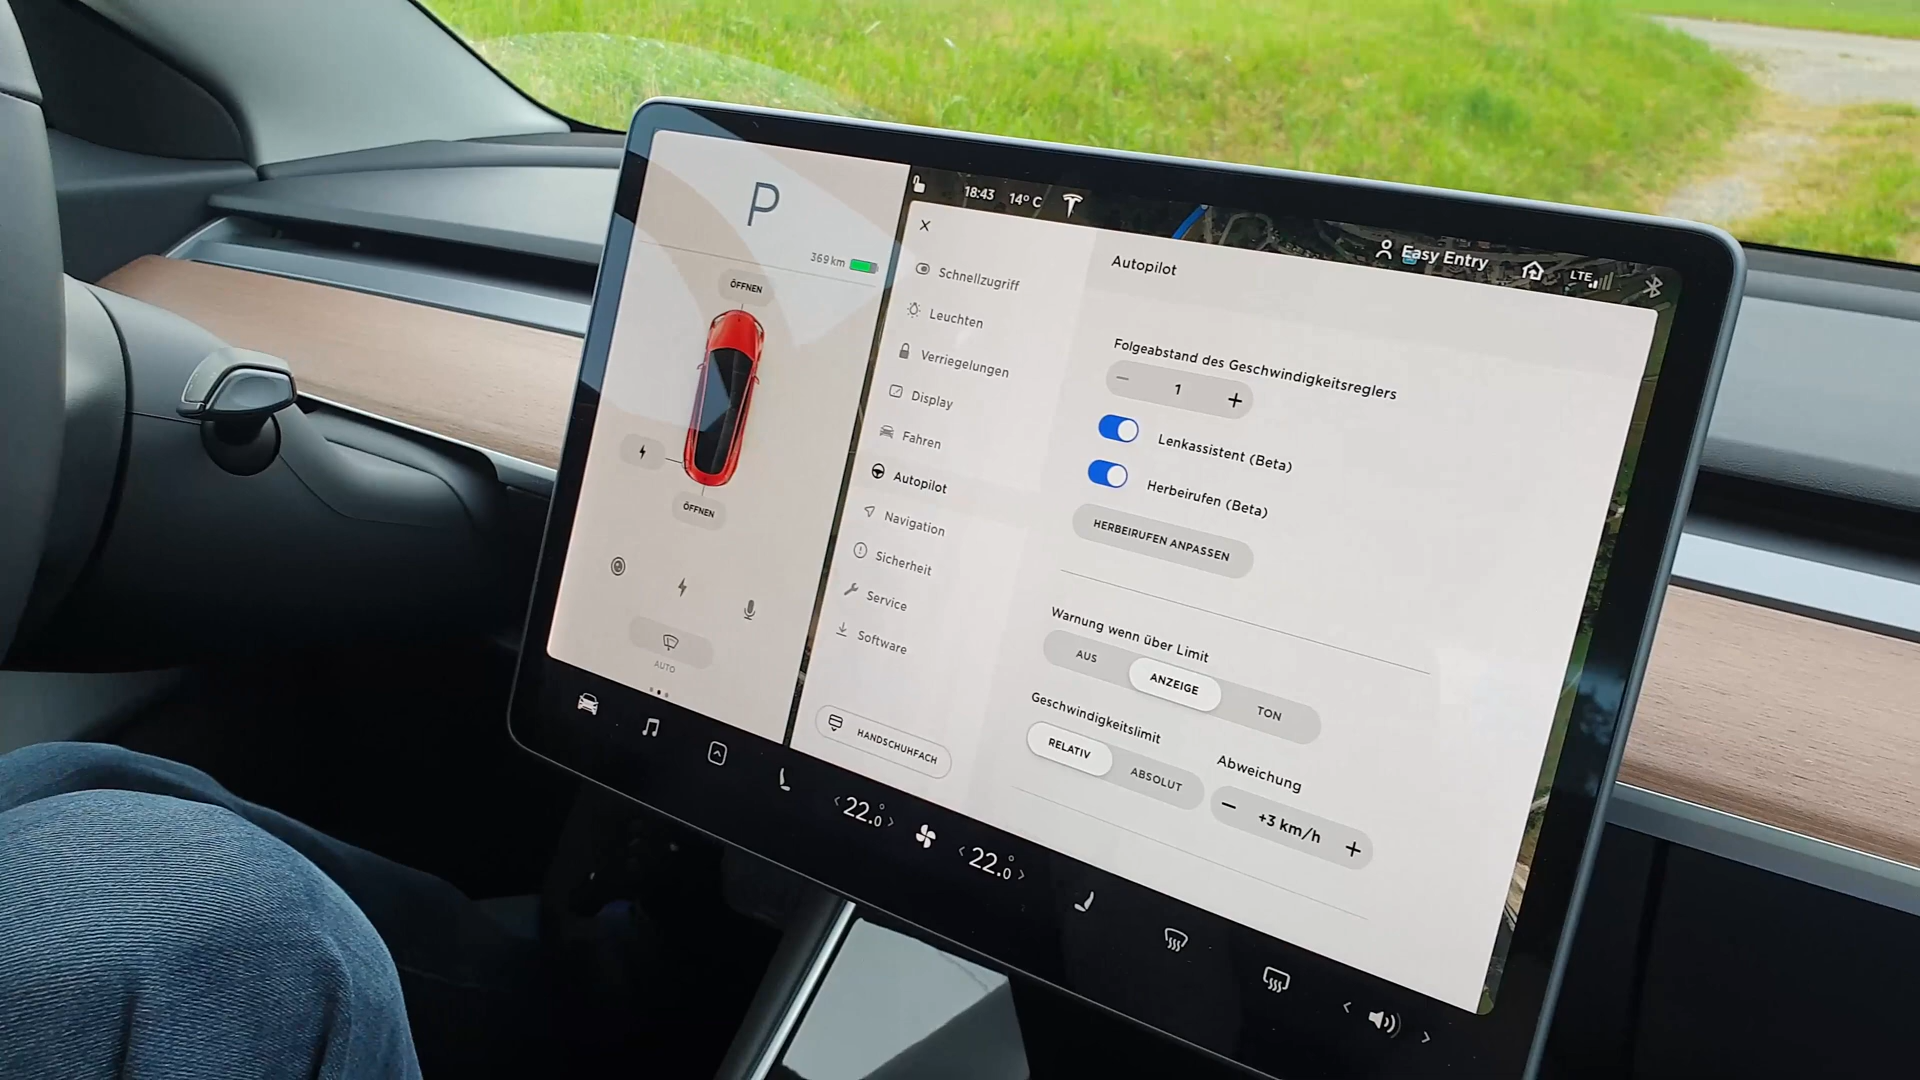 P
369 km
ÖFFNEN
ÖFFNEN
AUTO
18:43 14° C
Easy Entry
LTE
Schnellzugriff
Leuchten
Verriegelungen
Display
Fahren
Autopilot
Navigation
Sicherheit
Service
Software
HANDSCHUHFACH
Autopilot
Folgeabstand des Geschwindigkeitsreglers
− 1 +
Lenkassistent (Beta)
Herbeirufen (Beta)
HERBEIRUFEN ANPASSEN
Warnung wenn über Limit
AUS ANZEIGE TON
Geschwindigkeitslimit
RELATIV ABSOLUT
Abweichung
− +3 km/h +
22.0°
22.0°